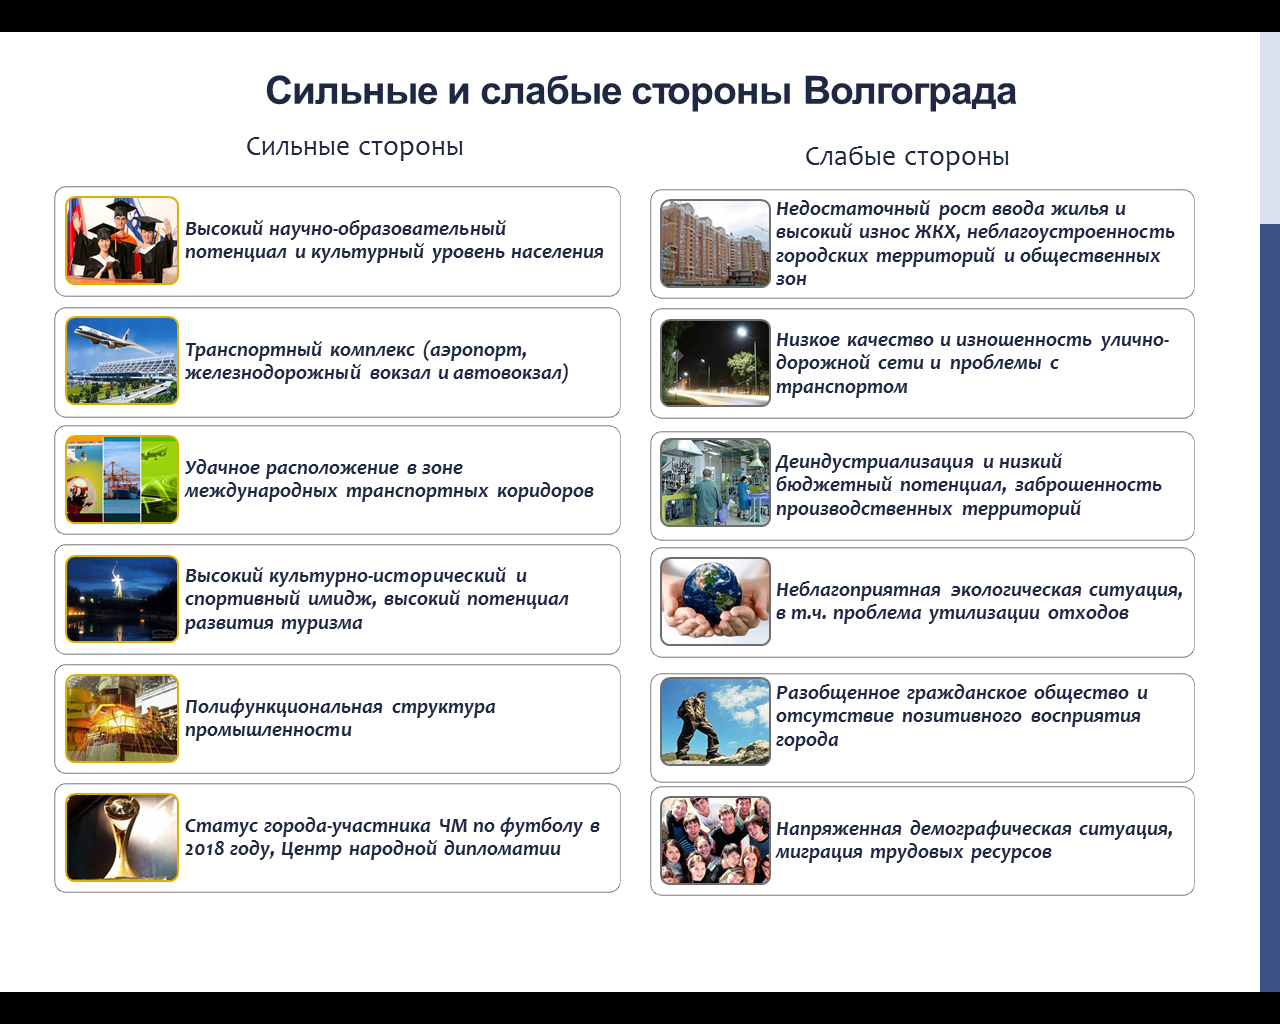 Сильные и слабые стороны Волгограда
Сильные стороны
Высокий научно-образовательный
потенциал и культурный уровень населения
Транспортный комплекс (аэропорт,
железнодорожный вокзал и автовокзал)
Удачное расположение в зоне
международных транспортных коридоров
Высокий культурно-исторический и
спортивный имидж, высокий потенциал
развития туризма
Полифункциональная структура
промышленности
Статус города-участника ЧМ по футболу в
2018 году, Центр народной дипломатии
Слабые стороны
Недостаточный рост ввода жилья и
высокий износ ЖКХ, неблагоустроенность
городских территорий и общественных
зон
Низкое качество и изношенность улично-
дорожной сети и проблемы с
транспортом
Деиндустриализация и низкий
бюджетный потенциал, заброшенность
производственных территорий
Неблагоприятная экологическая ситуация,
в т.ч. проблема утилизации отходов
Разобщенное гражданское общество и
отсутствие позитивного восприятия
города
Напряженная демографическая ситуация,
миграция трудовых ресурсов